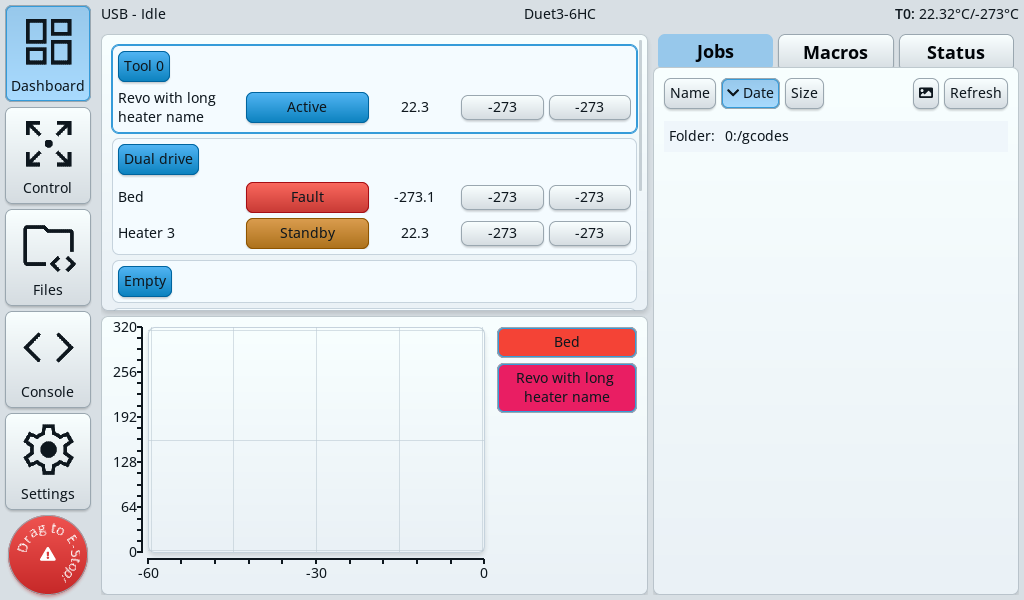 USB - Idle
Duet3-6HC
T0: 22.32°C/-273°C
Dashboard
Control
Files
Console
Settings
Drag to E-Stop!
Tool 0
Revo with long
heater name
Active
22.3
-273
-273
Dual drive
Bed
Fault
-273.1
-273
-273
Heater 3
Standby
22.3
-273
-273
Empty
320
256
192
128
64
0
-60
-30
0
Bed
Revo with long
heater name
Jobs
Macros
Status
Name
Date
Size
Refresh
Folder: 0:/gcodes